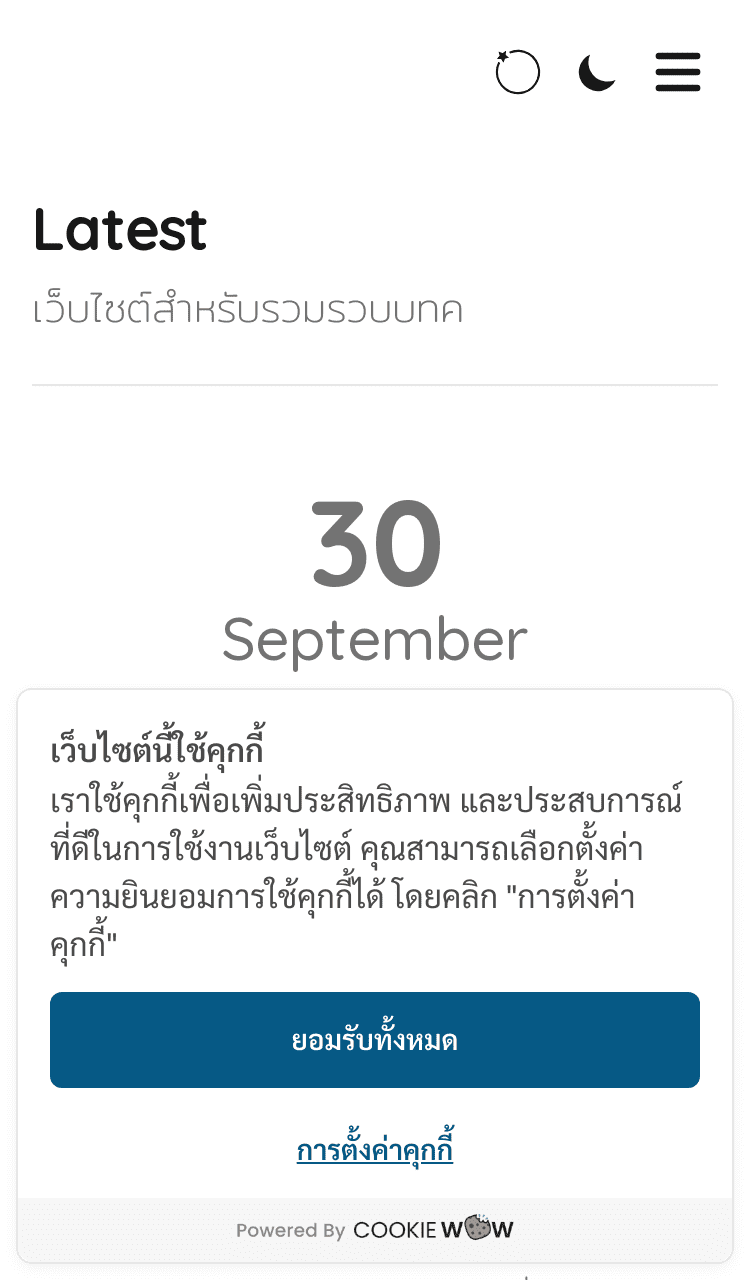 Latest
เว็บไซต์สำหรับรวมรวบบทค
30
September
เว็บไซต์นี้ใช้คุกกี้
เราใช้คุกกี้เพื่อเพิ่มประสิทธิภาพ และประสบการณ์
ที่ดีในการใช้งานเว็บไซต์ คุณสามารถเลือกตั้งค่า
ความยินยอมการใช้คุกกี้ได้ โดยคลิก "การตั้งค่า
คุกกี้"
ยอมรับทั้งหมด
การตั้งค่าคุกกี้
Powered By COOKIE WOW